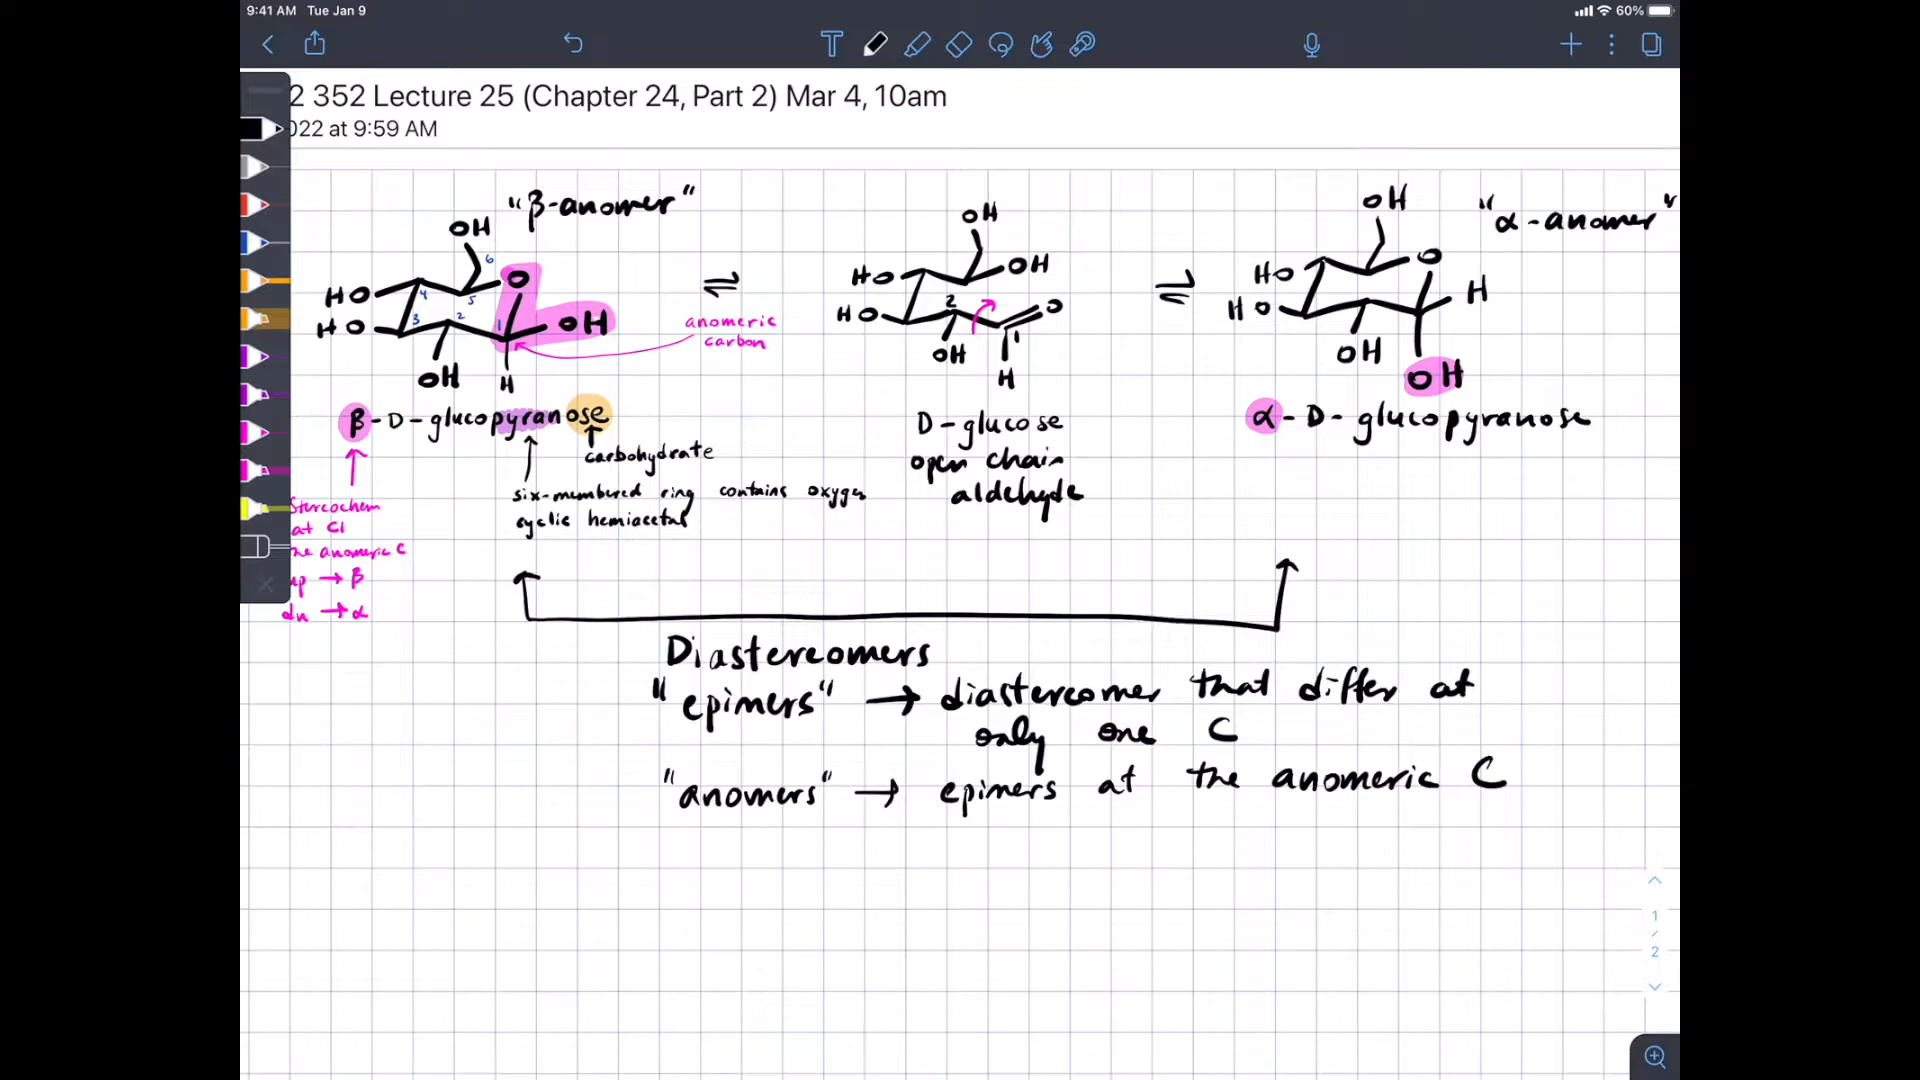 9:41 AM Tue Jan 9
60%
2 352 Lecture 25 (Chapter 24, Part 2) Mar 4, 10am
022 at 9:59 AM
"β-anomer"
OH
6
HO
4
5
O
HO
3
2
1
OH
OH
H
anomeric
carbon
⇌
OH
HO
OH
2
O
HO
OH
1
H
⇌
OH
"α-anomer"
HO
O
HO
H
OH
OH
β-D-glucopyranose
carbohydrate
six-membered ring contains oxygen
cyclic hemiacetal
D-glucose
open chain
aldehyde
α-D-glucopyranose
Stereochem
at C1
anomeric C
up → β
dn → α
Diastereomers
"epimers" → diastereomer that differ at
only one C
"anomers" → epimers at the anomeric C
1
/
2